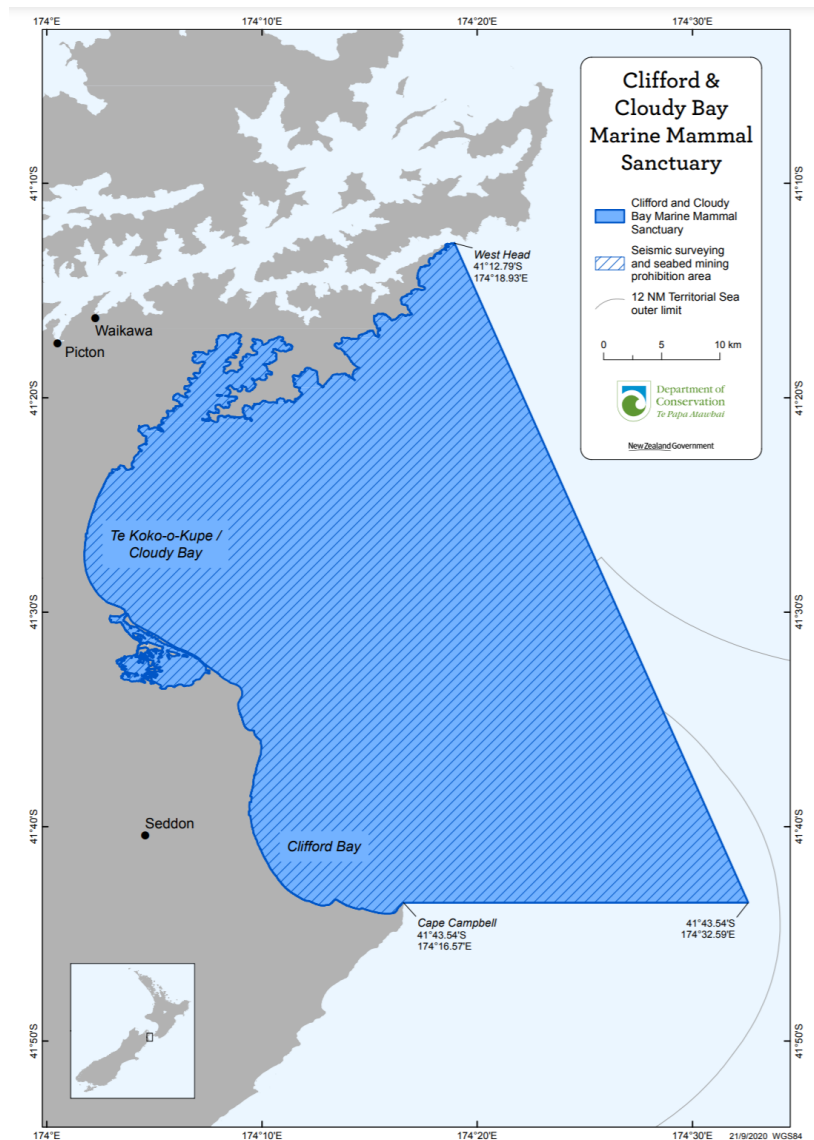 174°E
174°10'E
174°20'E
174°30'E
Clifford &
Cloudy Bay
Marine Mammal
Sanctuary
Clifford and Cloudy
Bay Marine Mammal
Sanctuary
Seismic surveying
and seabed mining
prohibition area
12 NM Territorial Sea
outer limit
0 5 10 km
Department of
Conservation
Te Papa Atawbai
New Zealand Government
41°10'S
41°10'S
West Head
41°12.79'S
174°18.93'E
Waikawa
Picton
41°20'S
41°20'S
Te Koko-o-Kupe /
Cloudy Bay
41°30'S
41°30'S
Seddon
41°40'S
41°40'S
Clifford Bay
Cape Campbell
41°43.54'S
174°16.57'E
41°43.54'S
174°32.59'E
41°50'S
41°50'S
174°E
174°10'E
174°20'E
174°30'E
21/9/2020 WGS84